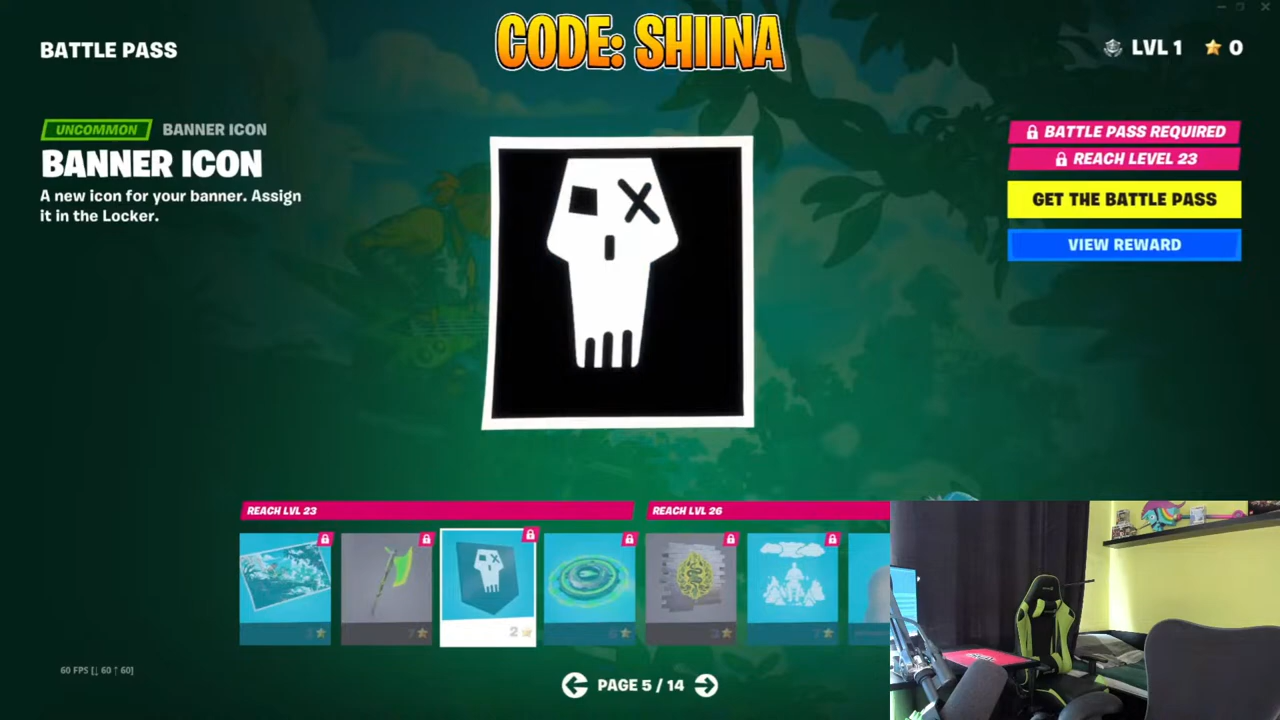 CODE: SHIINA
BATTLE PASS
LVL 1
0
UNCOMMON BANNER ICON
BANNER ICON
A new icon for your banner. Assign
it in the Locker.
BATTLE PASS REQUIRED
REACH LEVEL 23
GET THE BATTLE PASS
VIEW REWARD
REACH LVL 23
REACH LVL 26
2
60 FPS [↓ 60 ↑ 60]
PAGE 5 / 14